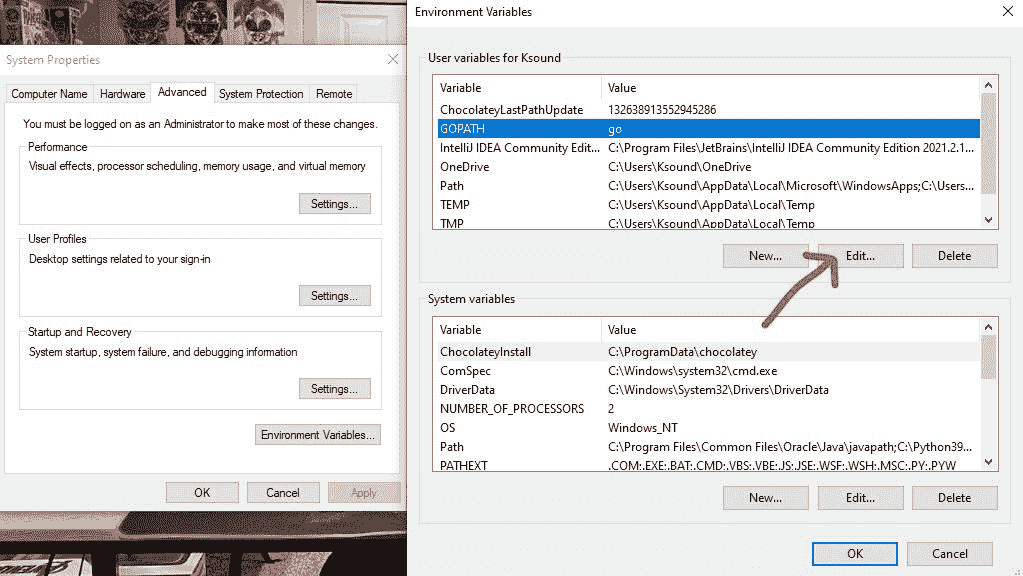 System Properties
Computer Name Hardware Advanced System Protection Remote
You must be logged on as an Administrator to make most of these changes.
Performance
Visual effects, processor scheduling, memory usage, and virtual memory
Settings...
User Profiles
Desktop settings related to your sign-in
Settings...
Startup and Recovery
System startup, system failure, and debugging information
Settings...
Environment Variables...
OK Cancel Apply
Environment Variables
User variables for Ksound
Variable Value
ChocolateyLastPathUpdate 132638913552945286
GOPATH go
IntelliJ IDEA Community Edit... C:\Program Files\JetBrains\IntelliJ IDEA Community Edition 2021.2.1...
OneDrive C:\Users\Ksound\OneDrive
Path C:\Users\Ksound\AppData\Local\Microsoft\WindowsApps;C:\Users...
TEMP C:\Users\Ksound\AppData\Local\Temp
TMP C:\Users\Ksound\AppData\Local\Temp
New... Edit... Delete
System variables
Variable Value
ChocolateyInstall C:\ProgramData\chocolatey
ComSpec C:\Windows\system32\cmd.exe
DriverData C:\Windows\System32\Drivers\DriverData
NUMBER_OF_PROCESSORS 2
OS Windows_NT
Path C:\Program Files\Common Files\Oracle\Java\javapath;C:\Python39...
PATHEXT .COM;.EXE;.BAT;.CMD;.VBS;.VBE;.JS;.JSE;.WSF;.WSH;.MSC;.PY;.PYW
New... Edit... Delete
OK Cancel